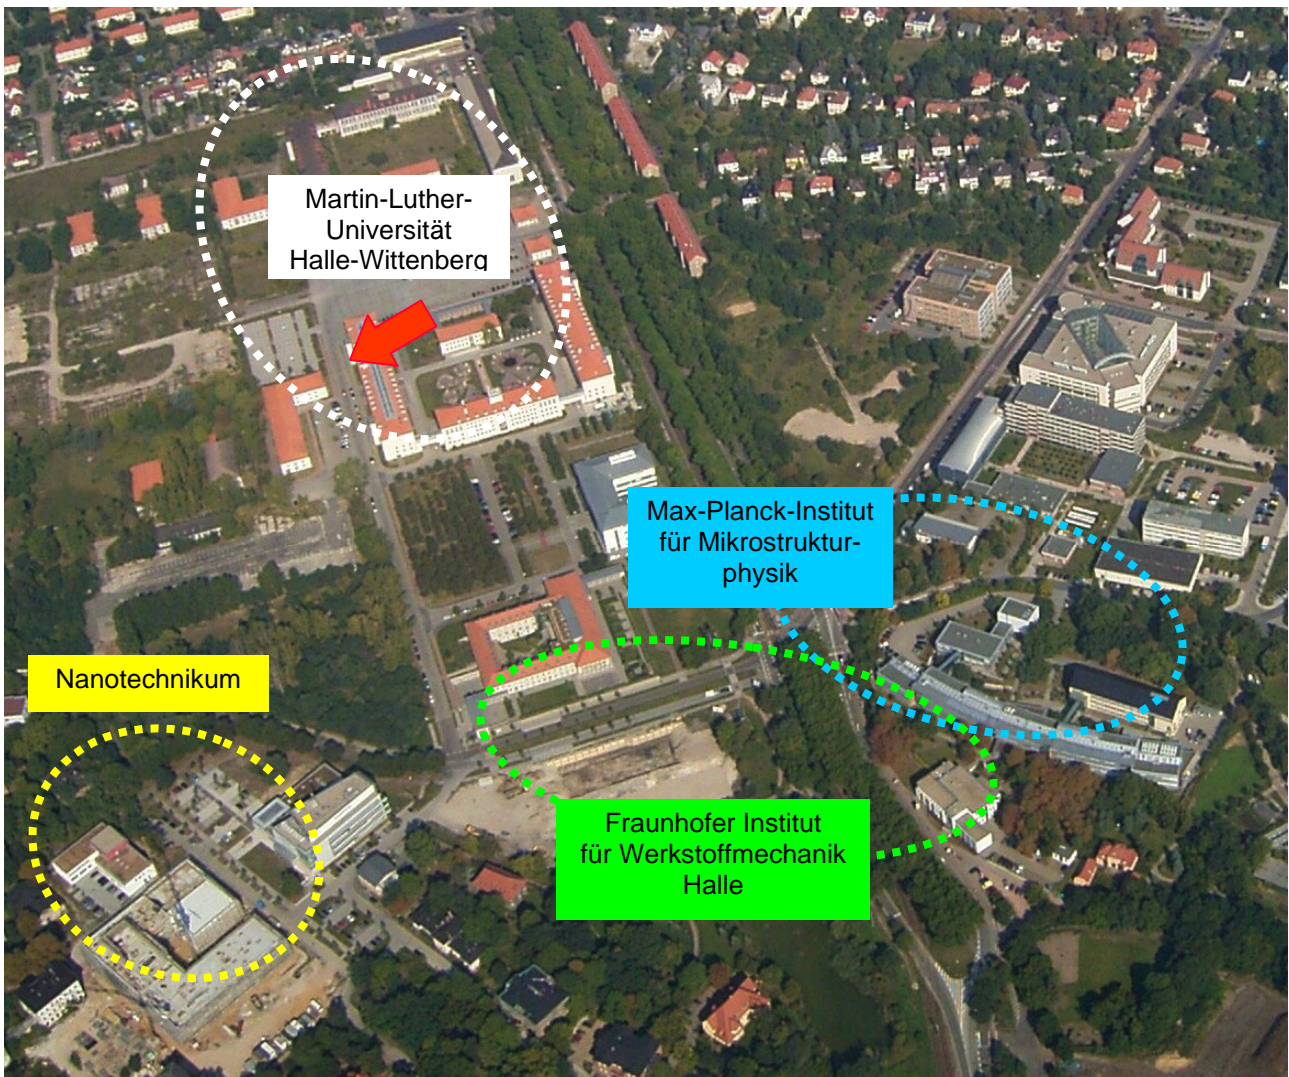 Martin-Luther-
Universität
Halle-Wittenberg
Max-Planck-Institut
für Mikrostruktur-
physik
Nanotechnikum
Fraunhofer Institut
für Werkstoffmechanik
Halle